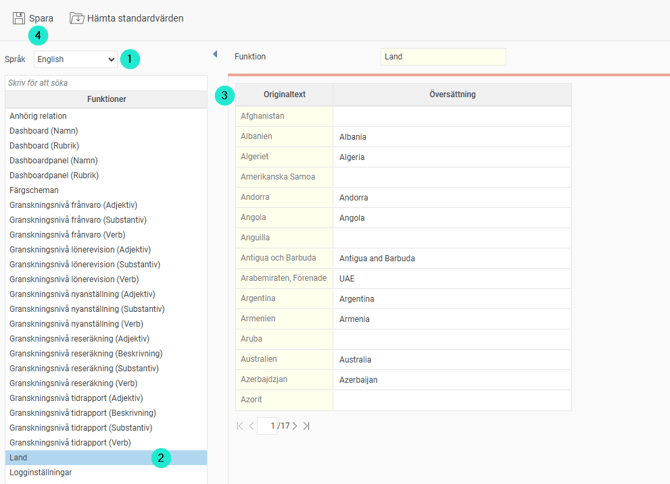 Spara
Hämta standardvärden
4
Språk
English
1
Skriv för att söka
Funktioner
Anhörig relation
Dashboard (Namn)
Dashboard (Rubrik)
Dashboardpanel (Namn)
Dashboardpanel (Rubrik)
Färgscheman
Granskningsnivå frånvaro (Adjektiv)
Granskningsnivå frånvaro (Substantiv)
Granskningsnivå frånvaro (Verb)
Granskningsnivå lönerevision (Adjektiv)
Granskningsnivå lönerevision (Substantiv)
Granskningsnivå lönerevision (Verb)
Granskningsnivå nyanställning (Adjektiv)
Granskningsnivå nyanställning (Substantiv)
Granskningsnivå nyanställning (Verb)
Granskningsnivå reseräkning (Adjektiv)
Granskningsnivå reseräkning (Beskrivning)
Granskningsnivå reseräkning (Substantiv)
Granskningsnivå reseräkning (Verb)
Granskningsnivå tidrapport (Adjektiv)
Granskningsnivå tidrapport (Beskrivning)
Granskningsnivå tidrapport (Substantiv)
Granskningsnivå tidrapport (Verb)
Land 2
Logginställningar
Funktion Land
3
Originaltext Översättning
Afghanistan
Albanien Albania
Algeriet Algeria
Amerikanska Samoa
Andorra Andorra
Angola Angola
Anguilla
Antigua och Barbuda Antigua and Barbuda
Arabemiraten, Förenade UAE
Argentina Argentina
Armenien Armenia
Aruba
Australien Australia
Azerbajdzjan Azerbaijan
Azorit
1 /17